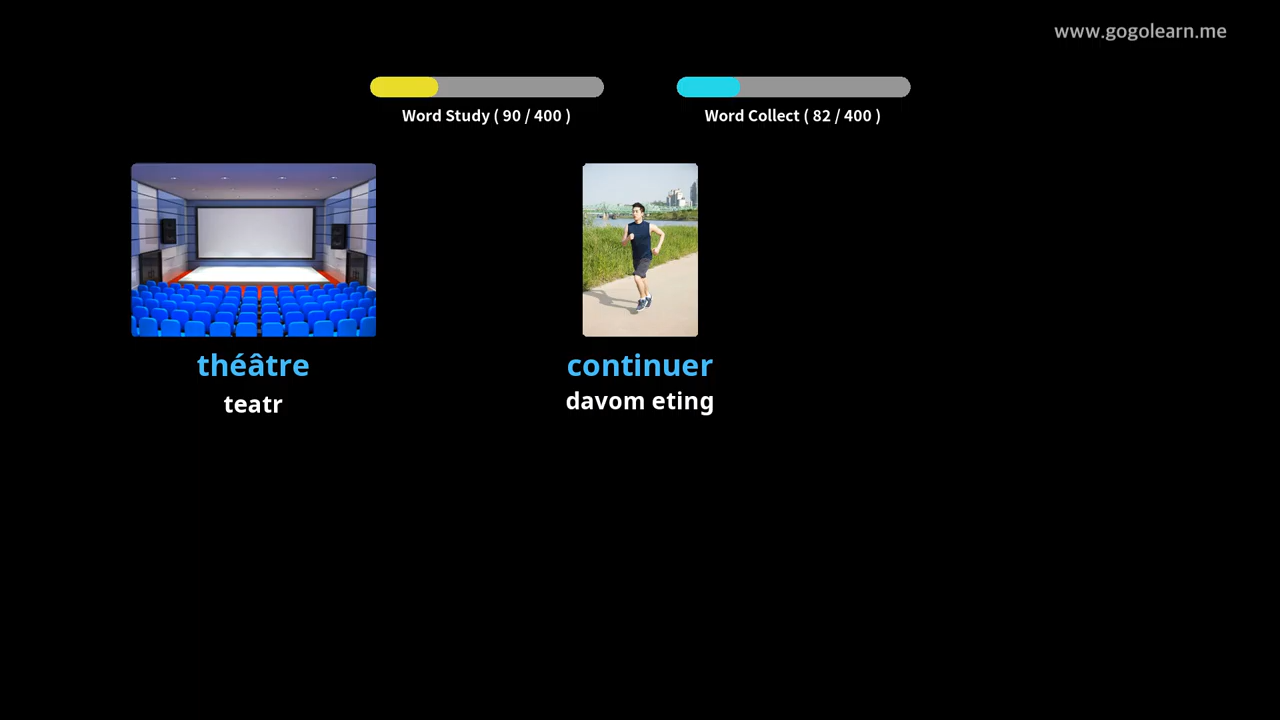 www.gogolearn.me
Word Study ( 90 / 400 )
Word Collect ( 82 / 400 )
théâtre
teatr
continuer
davom eting